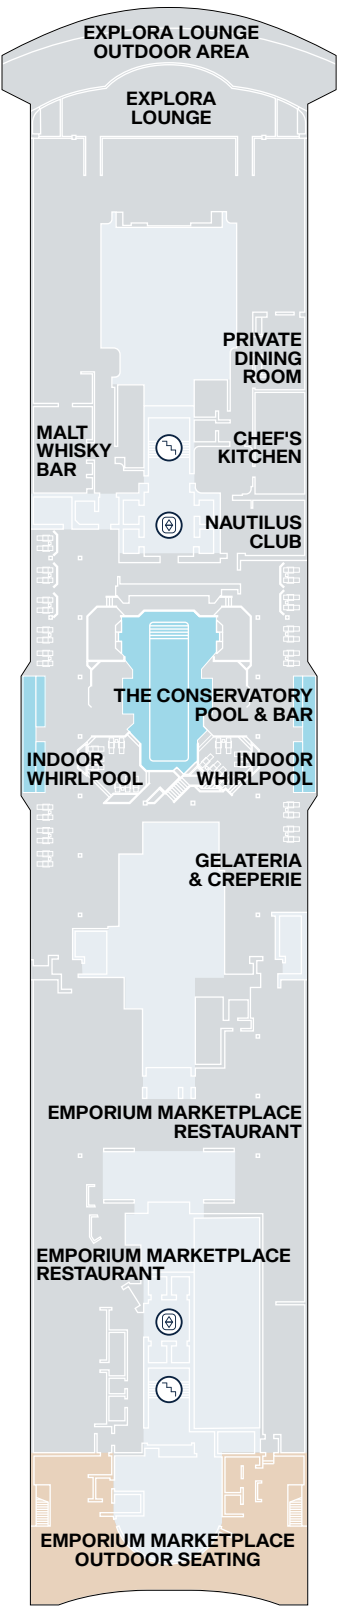 EXPLORA LOUNGE
OUTDOOR AREA
EXPLORA
LOUNGE
PRIVATE
DINING
ROOM
MALT
WHISKY
BAR
CHEF'S
KITCHEN
NAUTILUS
CLUB
THE CONSERVATORY
POOL & BAR
INDOOR
WHIRLPOOL
INDOOR
WHIRLPOOL
GELATERIA
& CREPERIE
EMPORIUM MARKETPLACE
RESTAURANT
EMPORIUM MARKETPLACE
RESTAURANT
EMPORIUM MARKETPLACE
OUTDOOR SEATING